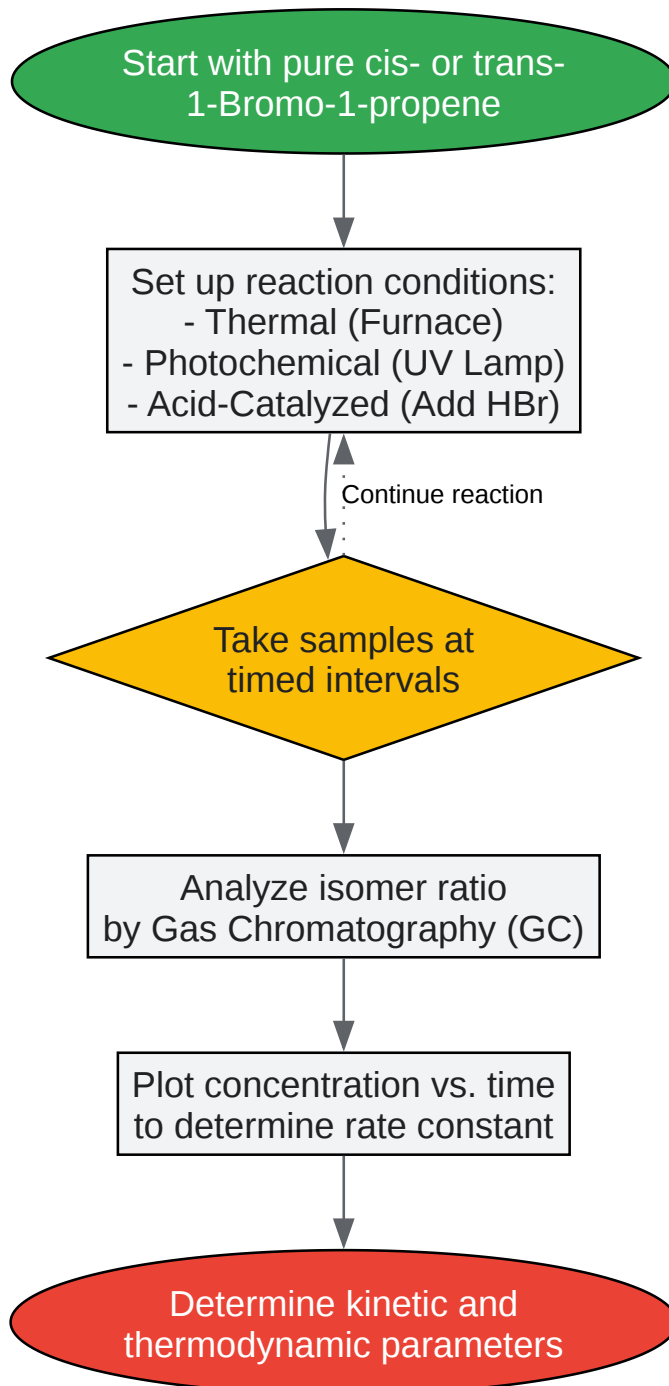 Start with pure cis- or trans-
1-Bromo-1-propene
Set up reaction conditions:
- Thermal (Furnace)
- Photochemical (UV Lamp)
- Acid-Catalyzed (Add HBr)
Continue reaction
Take samples at
timed intervals
Analyze isomer ratio
by Gas Chromatography (GC)
Plot concentration vs. time
to determine rate constant
Determine kinetic and
thermodynamic parameters